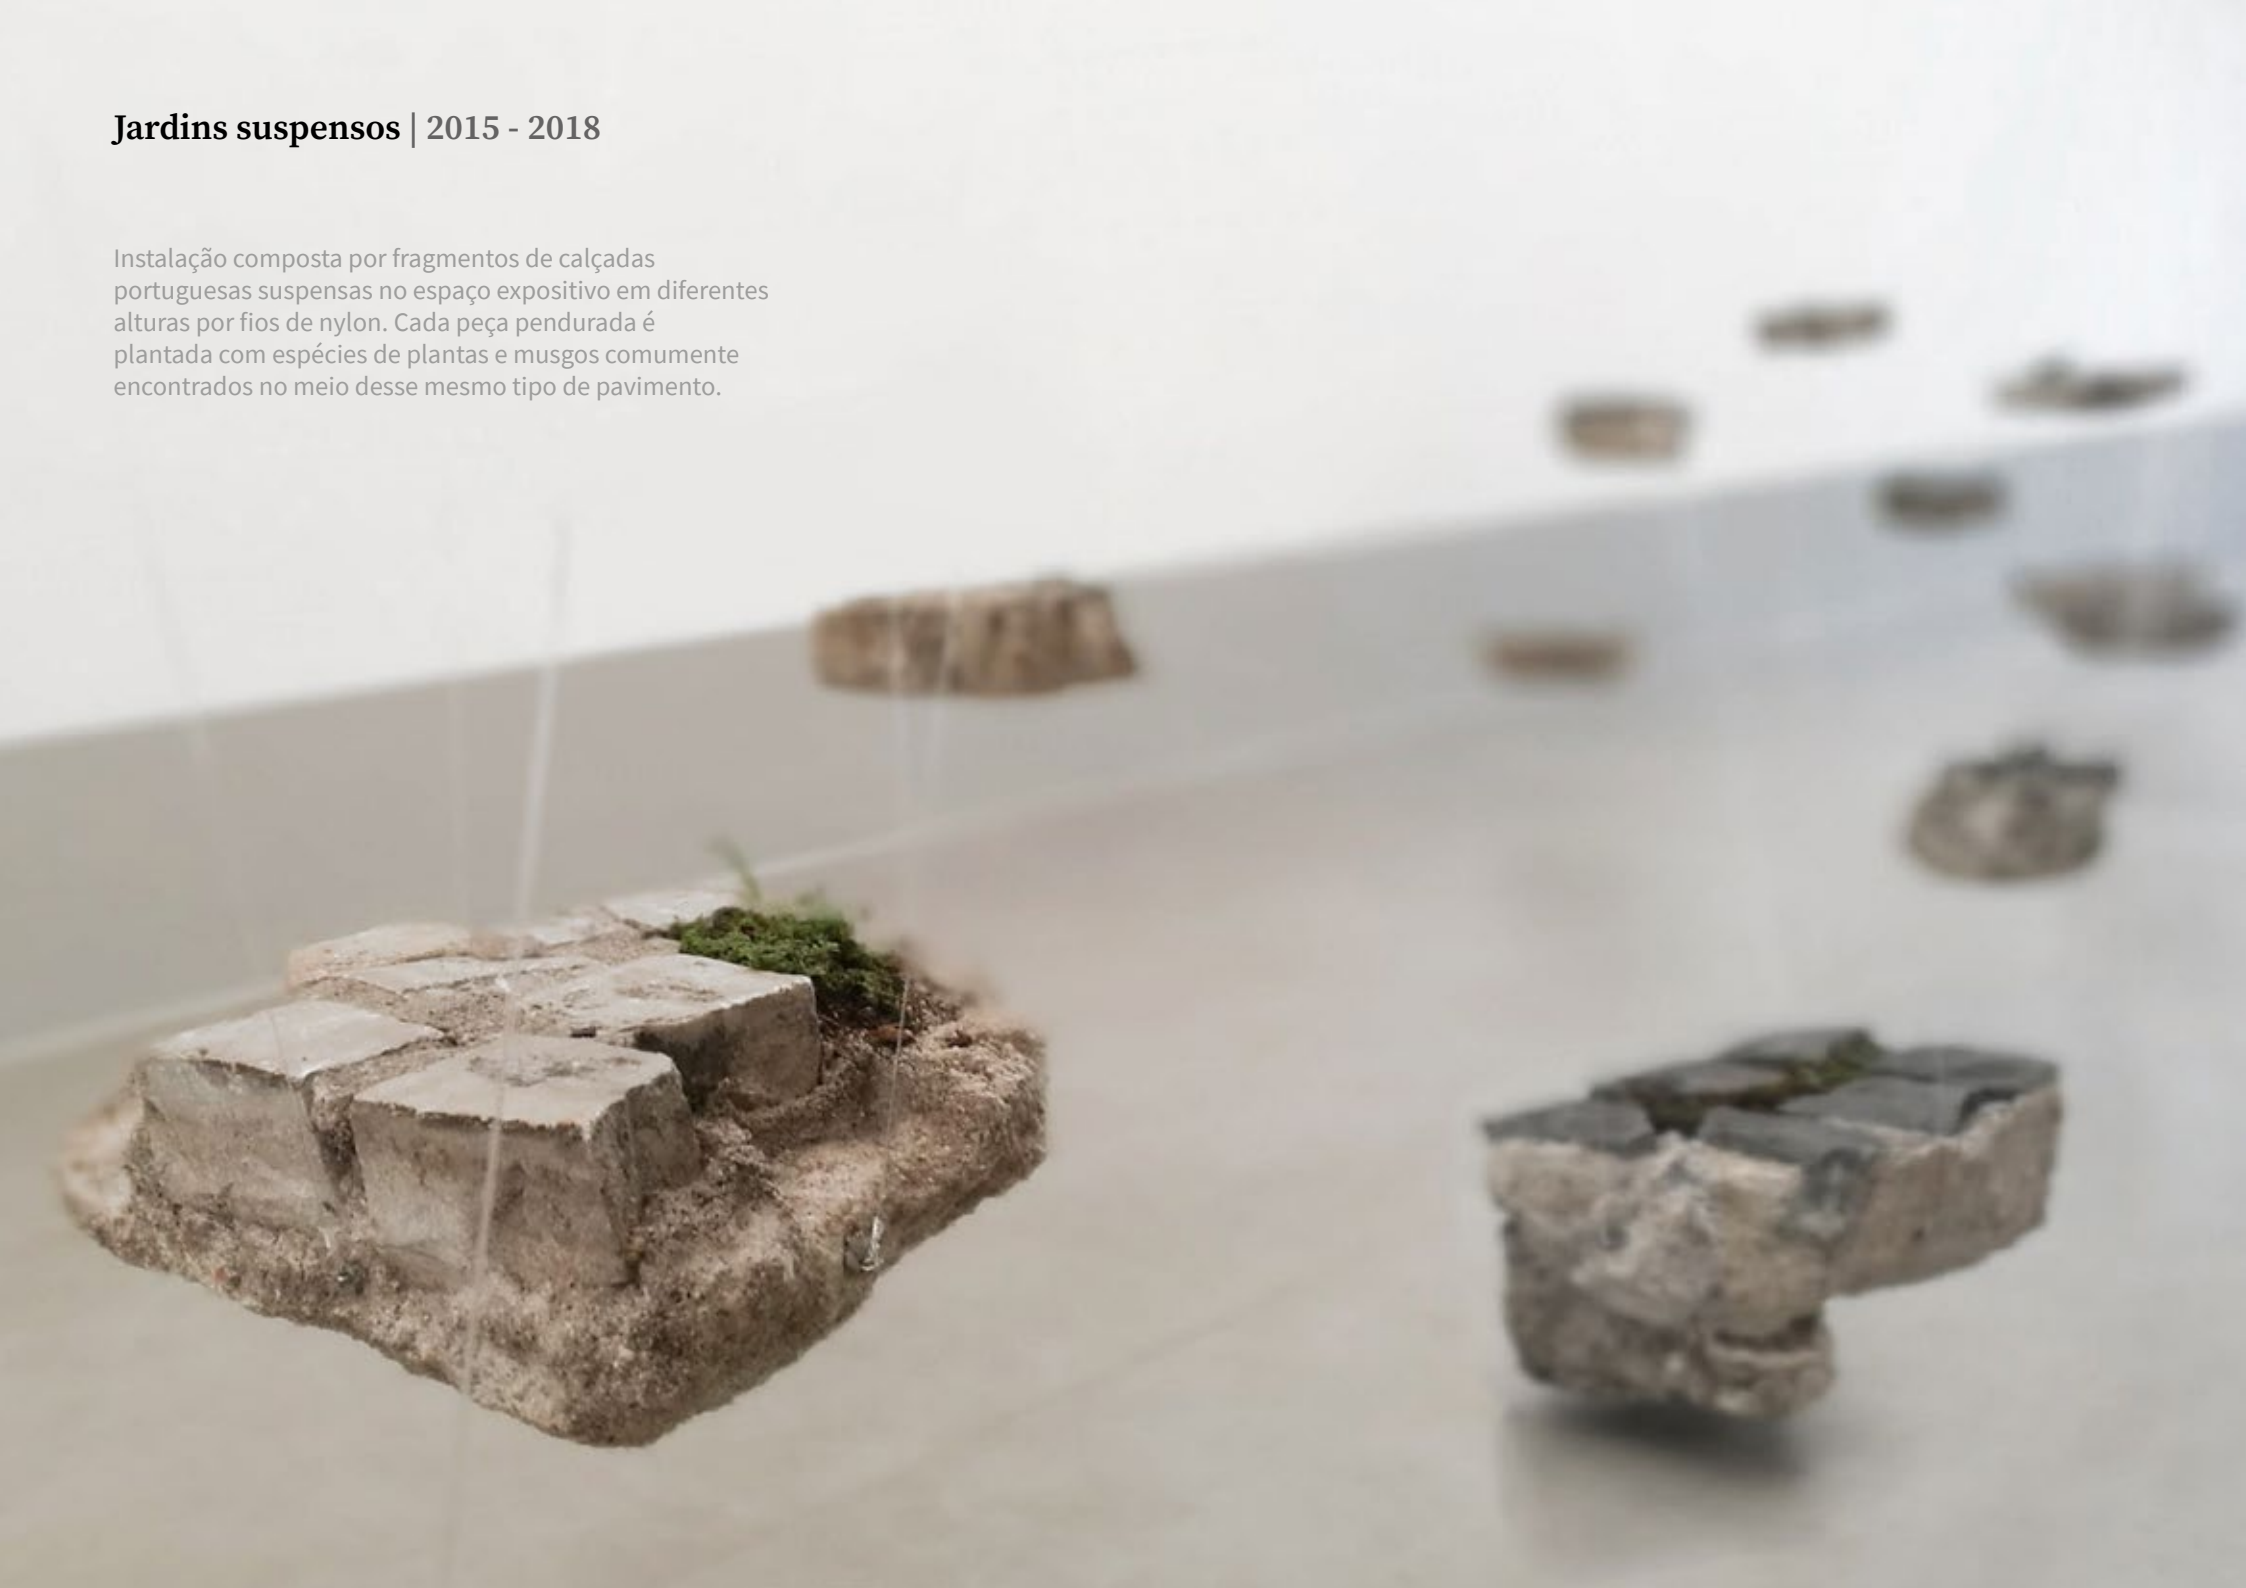 Jardins suspensos | 2015 - 2018
Instalação composta por fragmentos de calçadas
portuguesas suspensas no espaço expositivo em diferentes
alturas por fios de nylon. Cada peça pendurada é
plantada com espécies de plantas e musgos comumente
encontrados no meio desse mesmo tipo de pavimento.